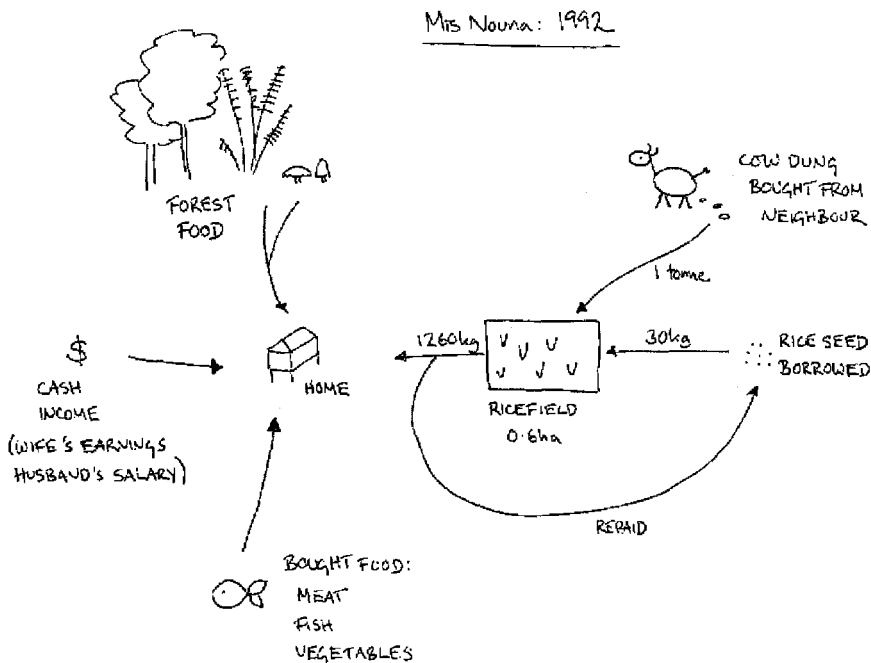 Mis Nouna: 1992
FOREST
FOOD
COW DUNG
BOUGHT FROM
NEIGHBOUR
1 tonne
$
CASH
INCOME
(WIFE'S EARNINGS
HUSBAND'S SALARY)
HOME
1260kg
RICEFIELD
0.6ha
30kg
RICE SEED
BORROWED
REPAID
BOUGHT FOOD:
MEAT
FISH
VEGETABLES